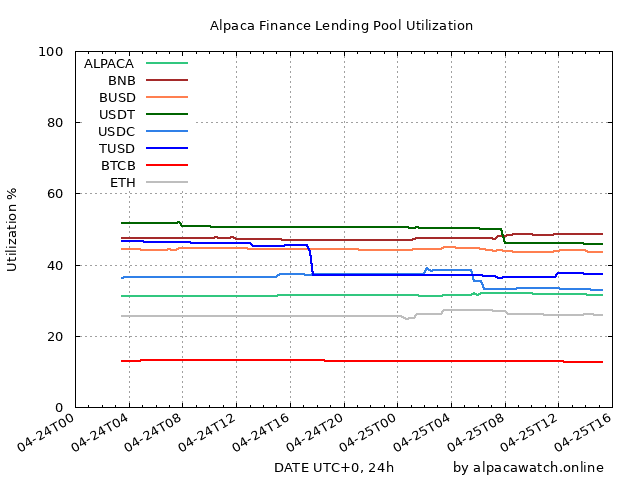 Alpaca Finance Lending Pool Utilization
100
80
60
40
20
0
Utilization %
ALPACA
BNB
BUSD
USDT
USDC
TUSD
BTCB
ETH
04-24T00
04-24T04
04-24T08
04-24T12
04-24T16
04-24T20
04-25T00
04-25T04
04-25T08
04-25T12
04-25T16
DATE UTC+0, 24h
by alpacawatch.online